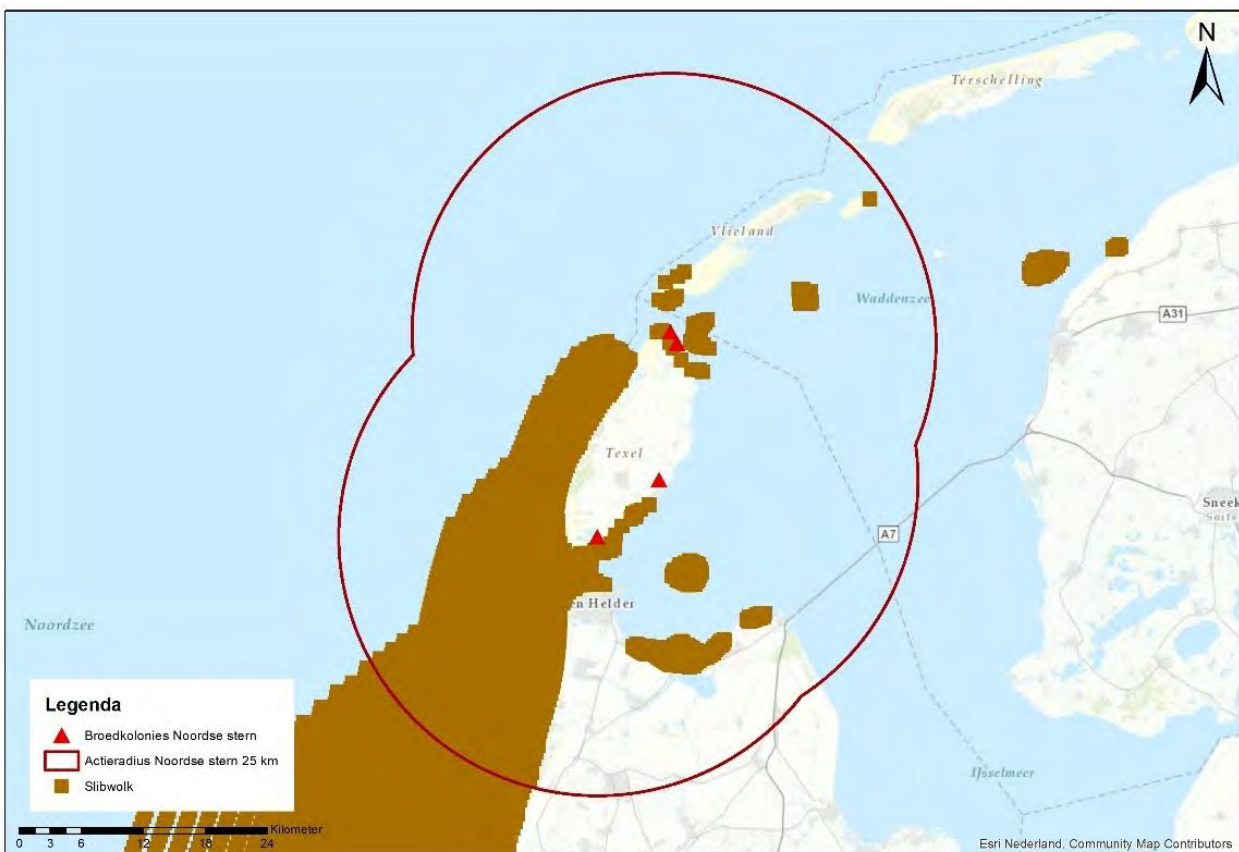 N
Terschelling
Vlieland
Waddenzee
A31
Texel
Sneek
A7
en Helder
Noordzee
IJsselmeer
Legenda
Broedkolonies Noordse stern
Actieradius Noordse stern 25 km
Slibwolk
Kilometer
0 3 6 12 18 24
Esri Nederland, Community Map Contributors